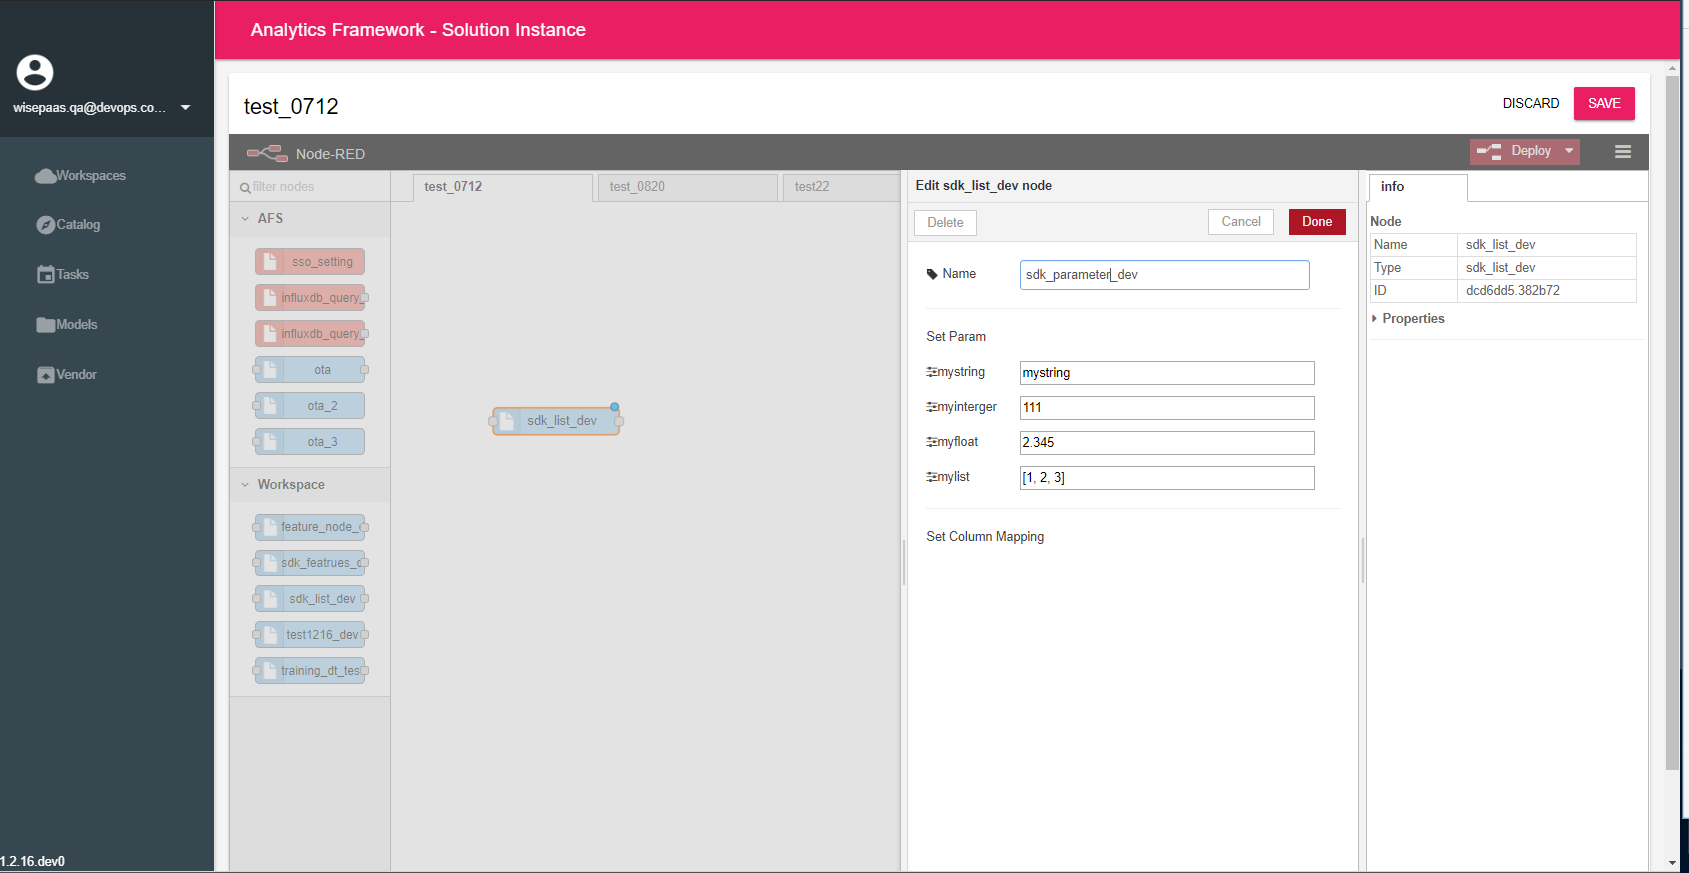 Analytics Framework - Solution Instance
wisepaas.qa@devops.co...
Workspaces
Catalog
Tasks
Models
Vendor
1.2.16.dev0
test_0712
DISCARD
SAVE
Node-RED
Deploy
filter nodes
AFS
sso_setting
influxdb_query_
influxdb_query_
ota
ota_2
ota_3
Workspace
feature_node_
sdk_featrues_
sdk_list_dev
test1216_dev
training_dt_tes
test_0712
test_0820
test22
sdk_list_dev
Edit sdk_list_dev node
Delete
Cancel
Done
Name
sdk_parameter_dev
Set Param
mystring
mystring
myinterger
111
myfloat
2.345
mylist
[1, 2, 3]
Set Column Mapping
info
Node
Name
sdk_list_dev
Type
sdk_list_dev
ID
dcd6dd5.382b72
Properties